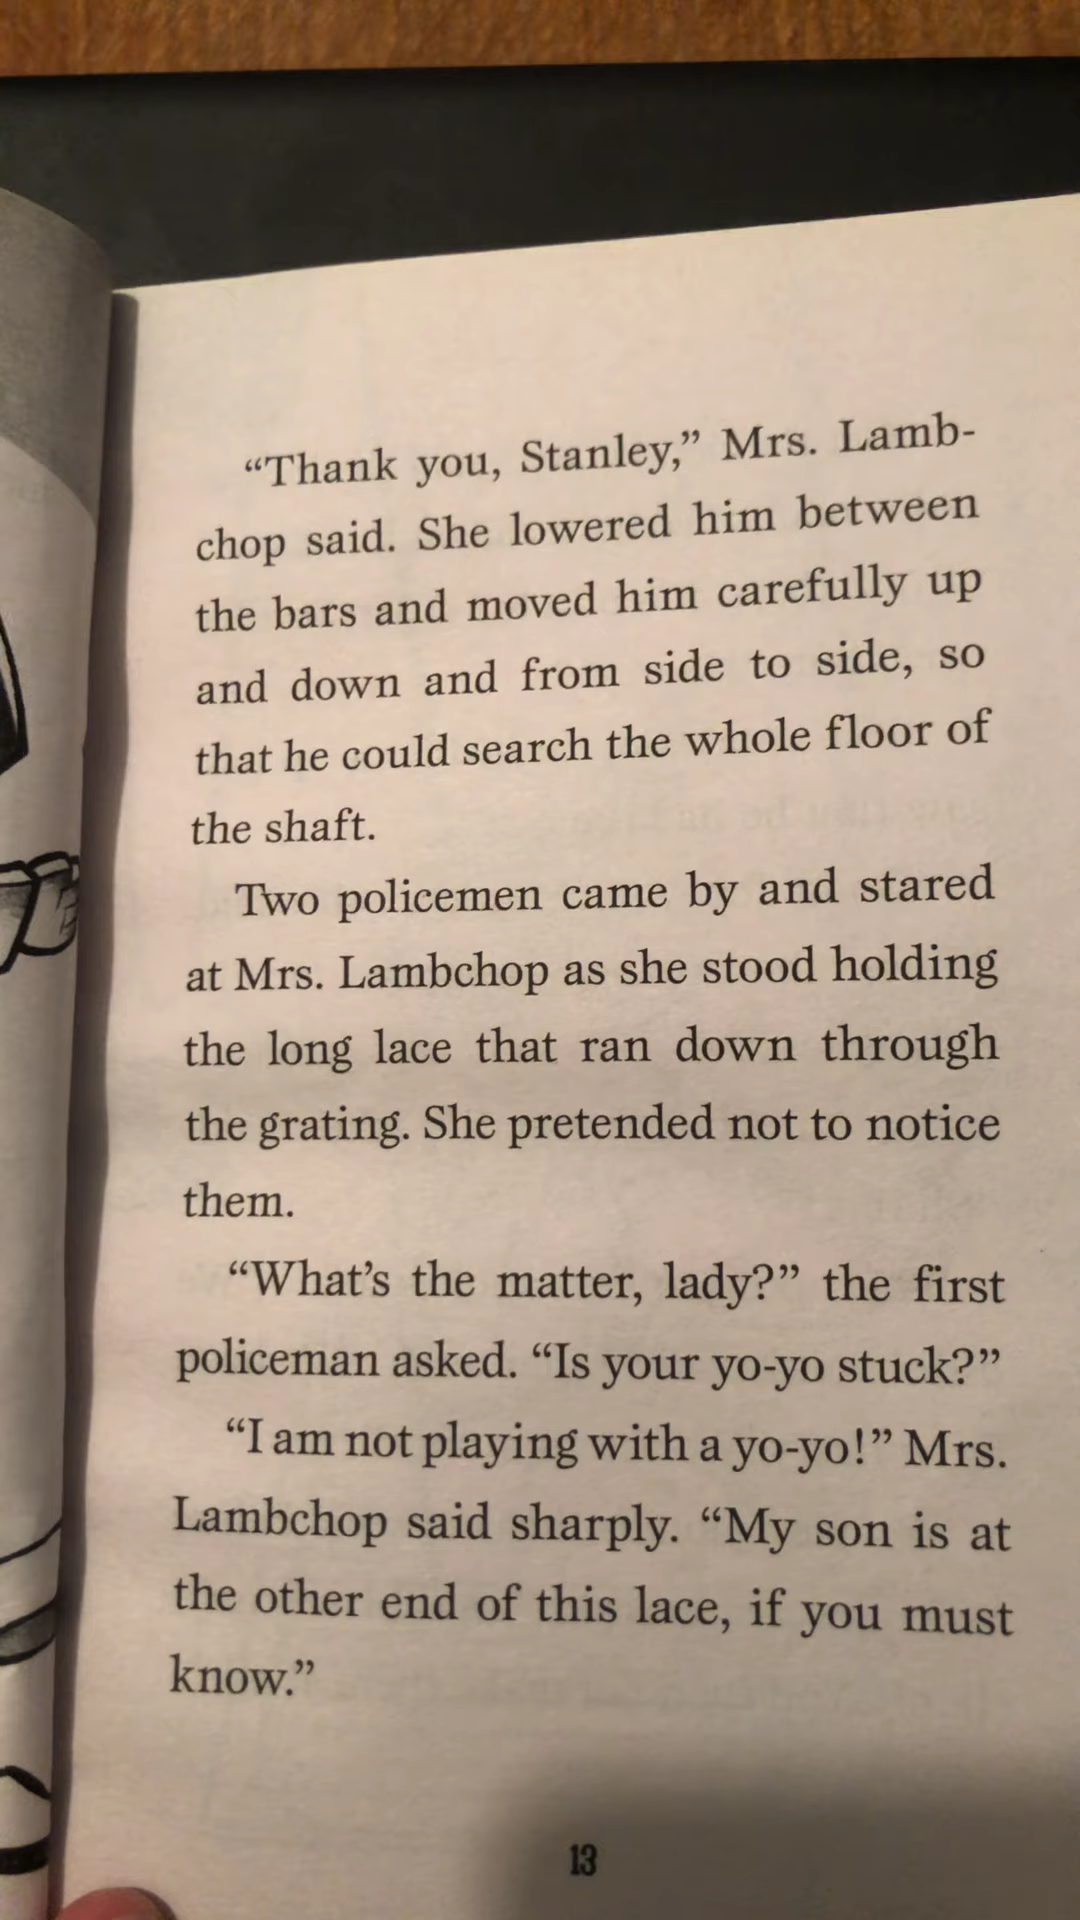 “Thank you, Stanley,” Mrs. Lamb-
chop said. She lowered him between
the bars and moved him carefully up
and down and from side to side, so
that he could search the whole floor of
the shaft.
Two policemen came by and stared
at Mrs. Lambchop as she stood holding
the long lace that ran down through
the grating. She pretended not to notice
them.
“What’s the matter, lady?” the first
policeman asked. “Is your yo-yo stuck?”
“I am not playing with a yo-yo!” Mrs.
Lambchop said sharply. “My son is at
the other end of this lace, if you must
know.”
13